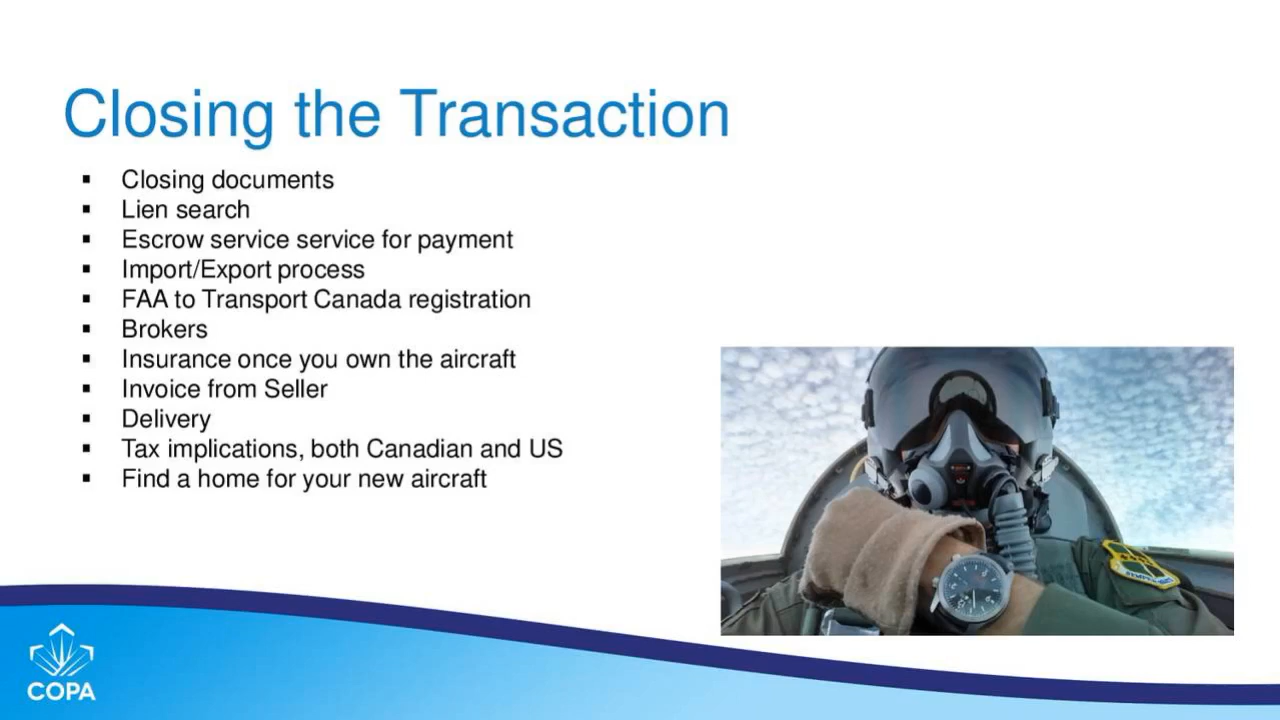 Closing the Transaction
▪ Closing documents
▪ Lien search
▪ Escrow service service for payment
▪ Import/Export process
▪ FAA to Transport Canada registration
▪ Brokers
▪ Insurance once you own the aircraft
▪ Invoice from Seller
▪ Delivery
▪ Tax implications, both Canadian and US
▪ Find a home for your new aircraft
COPA